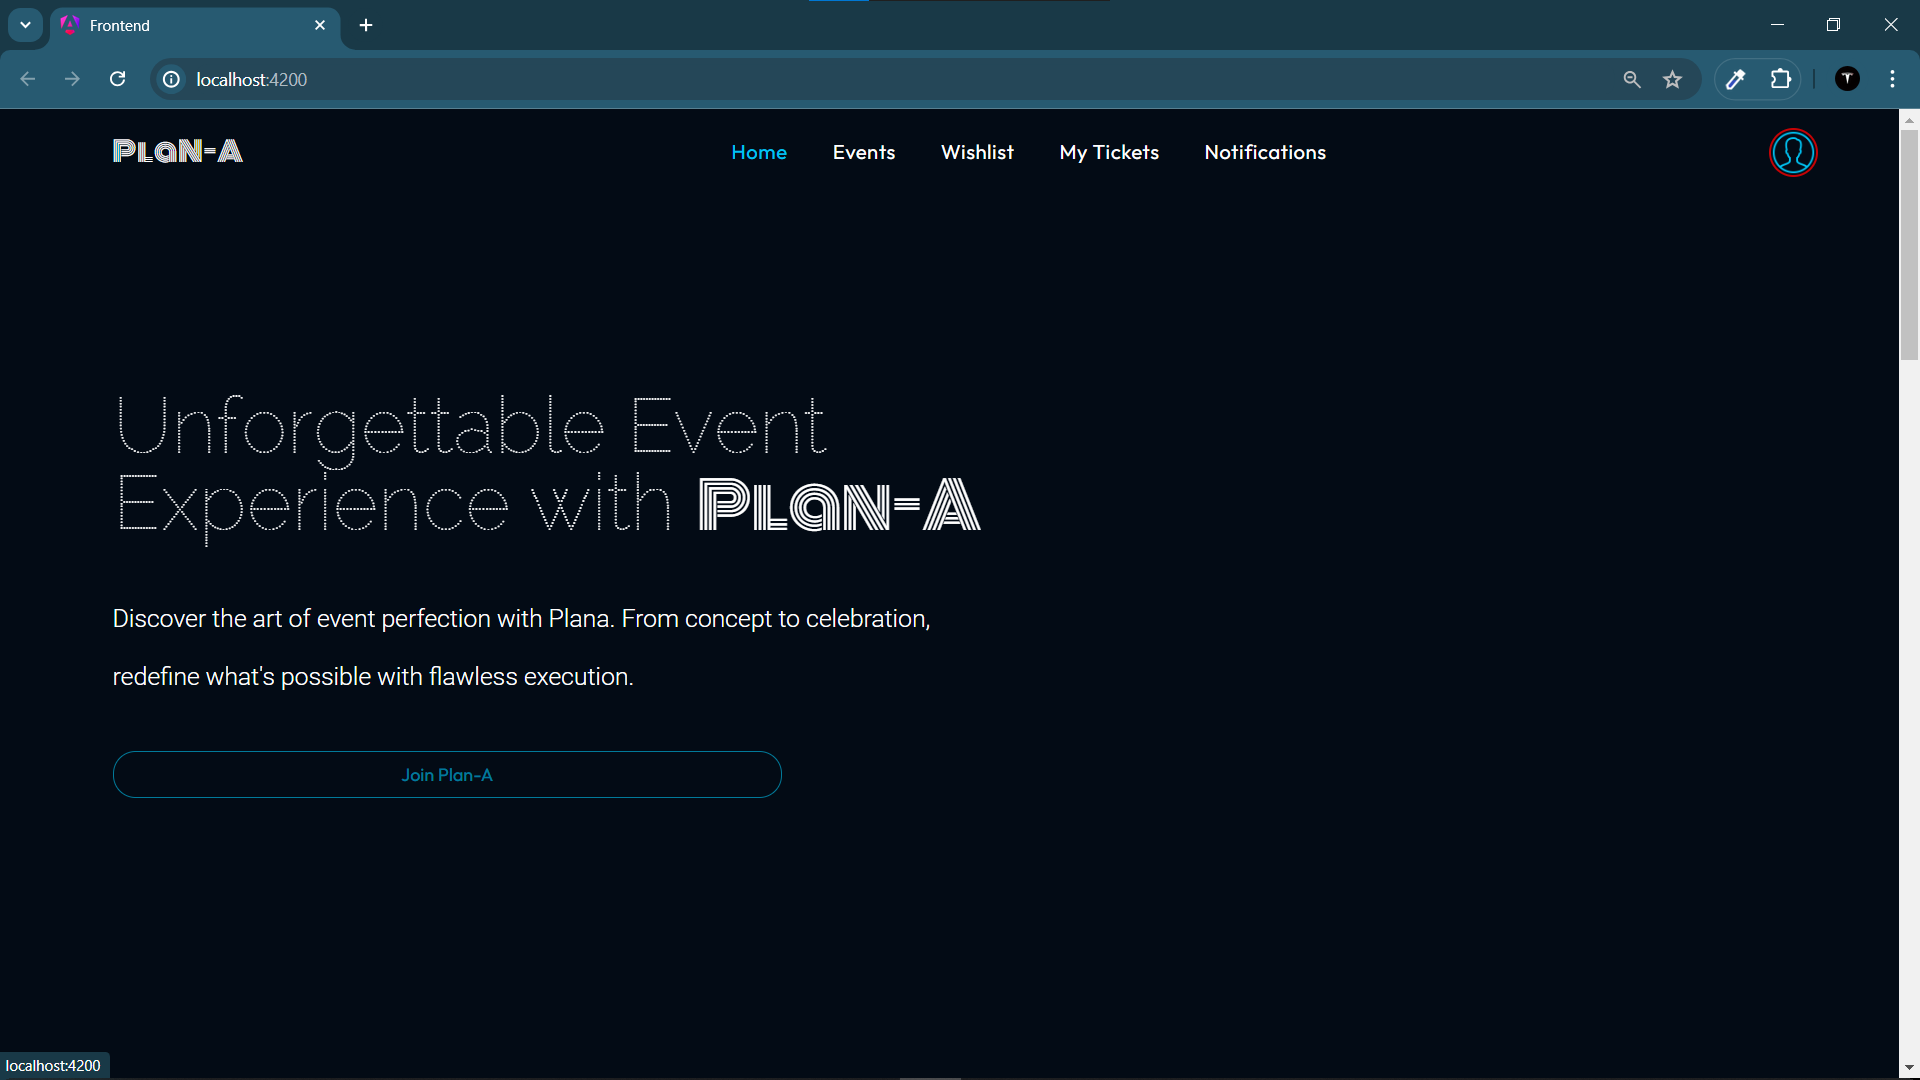 Frontend
localhost:4200
PLaN-A
Home Events Wishlist My Tickets Notifications
Unforgettable Event
Experience with PLaN-A
Discover the art of event perfection with Plana. From concept to celebration,
redefine what's possible with flawless execution.
Join Plan-A
localhost:4200